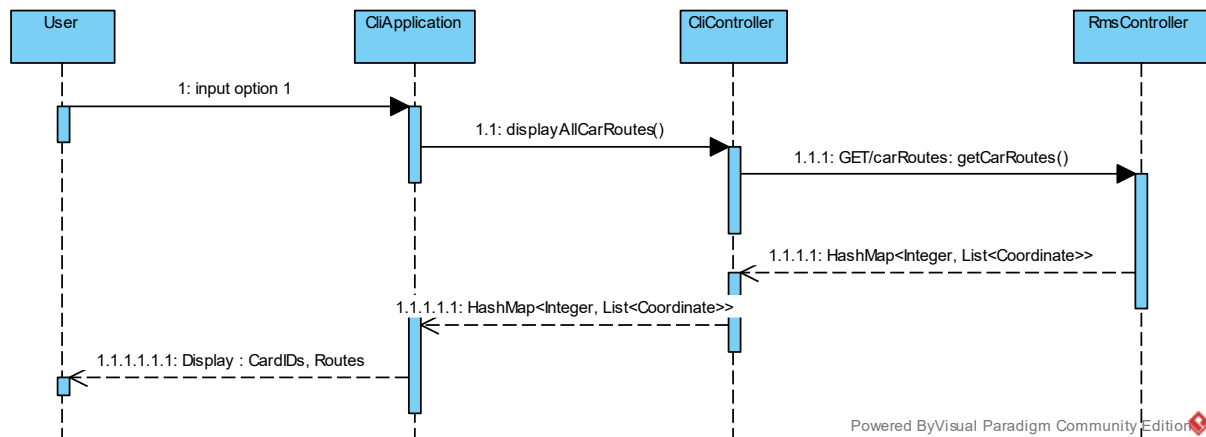 User
CliApplication
CliController
RmsController
1: input option 1
1.1: displayAllCarRoutes()
1.1.1: GET/carRoutes: getCarRoutes()
1.1.1.1: HashMap<Integer, List<Coordinate>>
1.1.1.1.1: HashMap<Integer, List<Coordinate>>
1.1.1.1.1.1: Display : CardIDs, Routes
Powered ByVisual Paradigm Community Edition